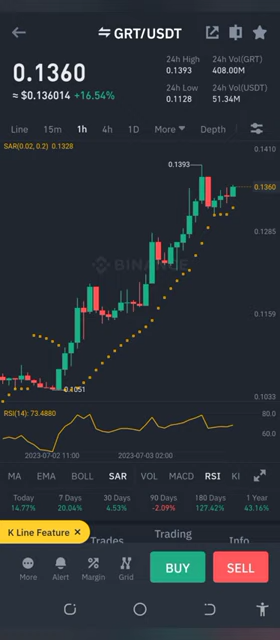 GRT/USDT
0.1360
≈ $0.136014 +16.54%
24h High 24h Vol(GRT)
0.1393 408.00M
24h Low 24h Vol(USDT)
0.1128 51.34M
Line 15m 1h 4h 1D More Depth
SAR(0.02, 0.2) 0.1328
0.1410
0.1393
0.1360
0.1285
BINANCE
0.1159
0.1051
0.1033
RSI(14): 73.4880
80.0
60.0
2023-07-02 11:00 2023-07-03 02:00
MA EMA BOLL SAR VOL MACD RSI
Today 7 Days 30 Days 90 Days 180 Days 1 Year
14.77% 20.04% 4.53% -2.09% 127.42% 43.16%
K Line Feature ×
Trades Trading Info
More Alert Margin Grid BUY SELL